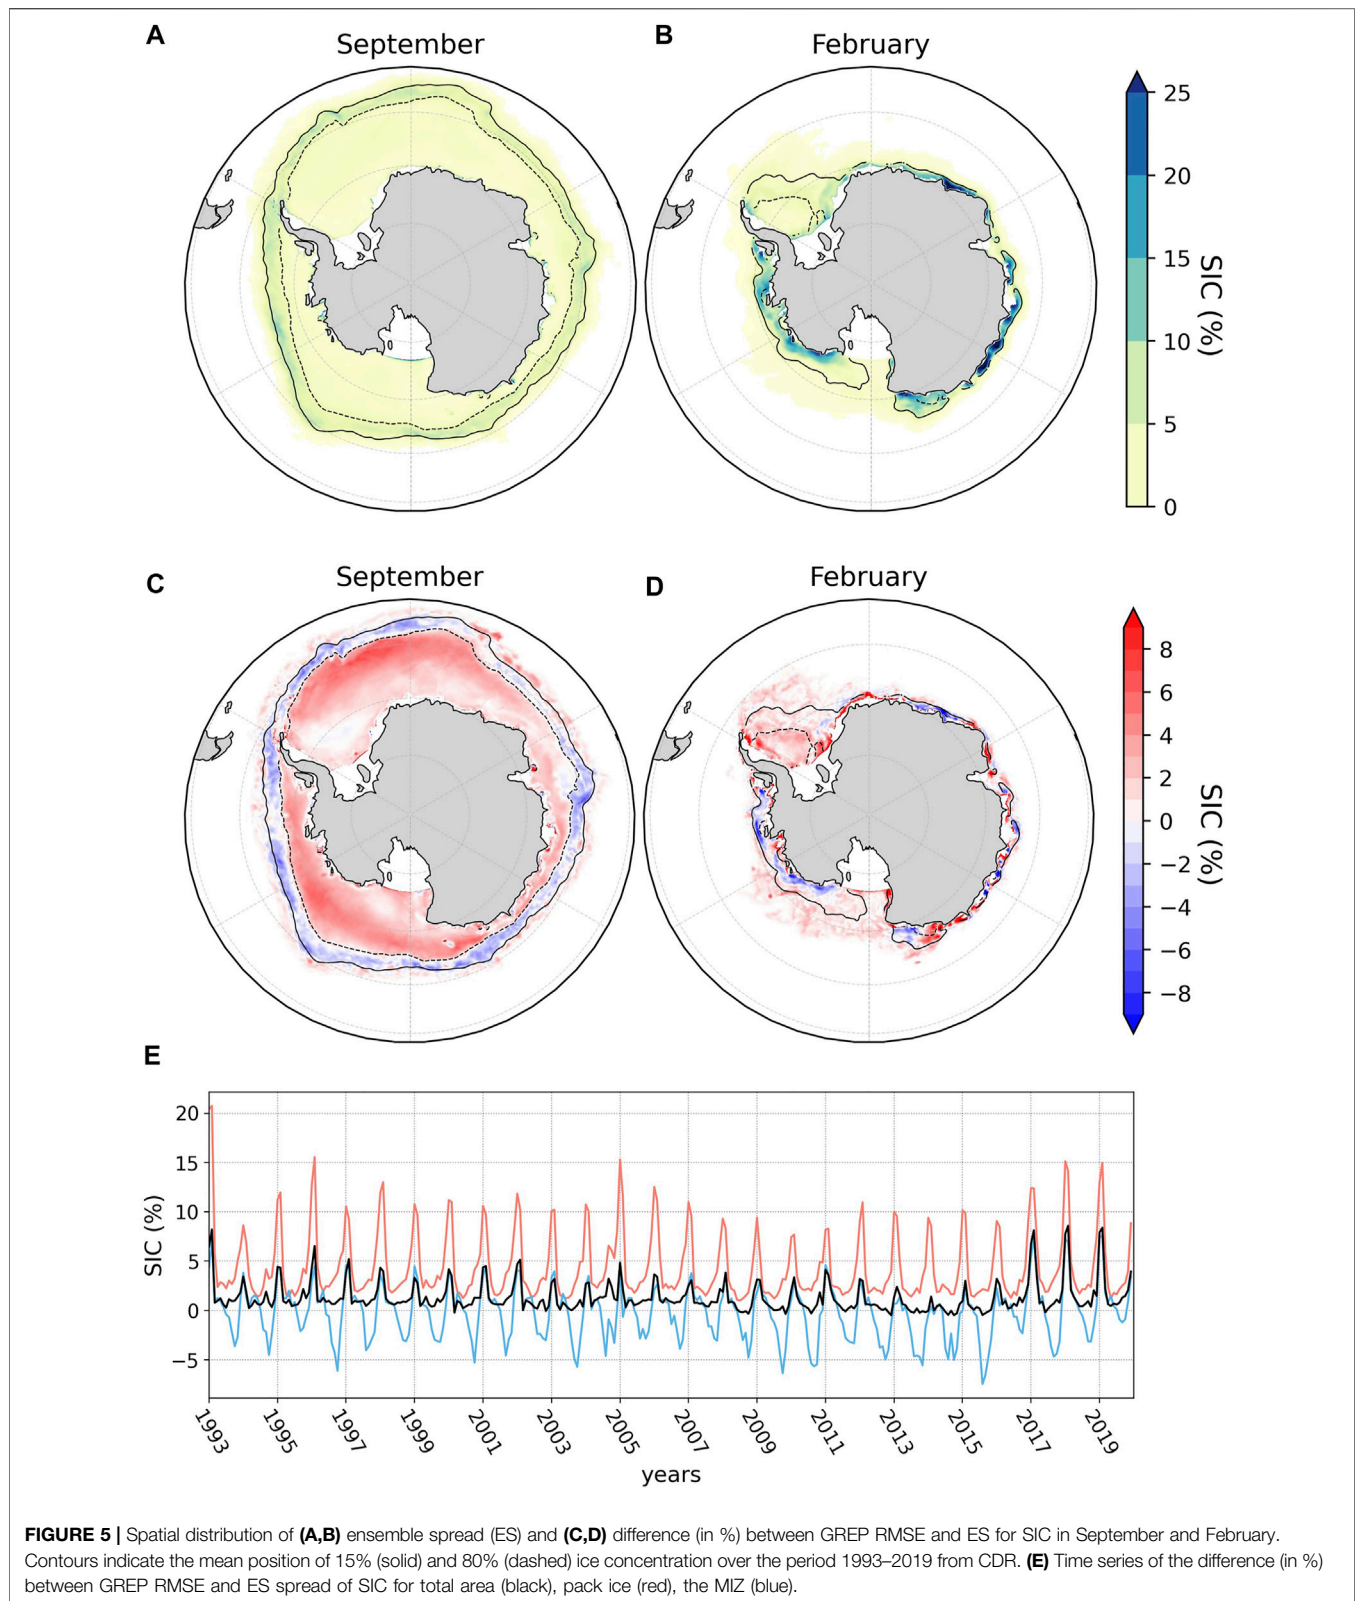 A
September
B
February
25
20
15
10
5
0
SIC (%)
C
September
D
February
8
6
4
2
0
−2
−4
−6
−8
SIC (%)
E
20
15
10
5
0
−5
SIC (%)
1993
1995
1997
1999
2001
2003
2005
2007
2009
2011
2013
2015
2017
2019
years
FIGURE 5 | Spatial distribution of (A,B) ensemble spread (ES) and (C,D) difference (in %) between GREP RMSE and ES for SIC in September and February.
Contours indicate the mean position of 15% (solid) and 80% (dashed) ice concentration over the period 1993–2019 from CDR. (E) Time series of the difference (in %)
between GREP RMSE and ES spread of SIC for total area (black), pack ice (red), the MIZ (blue).